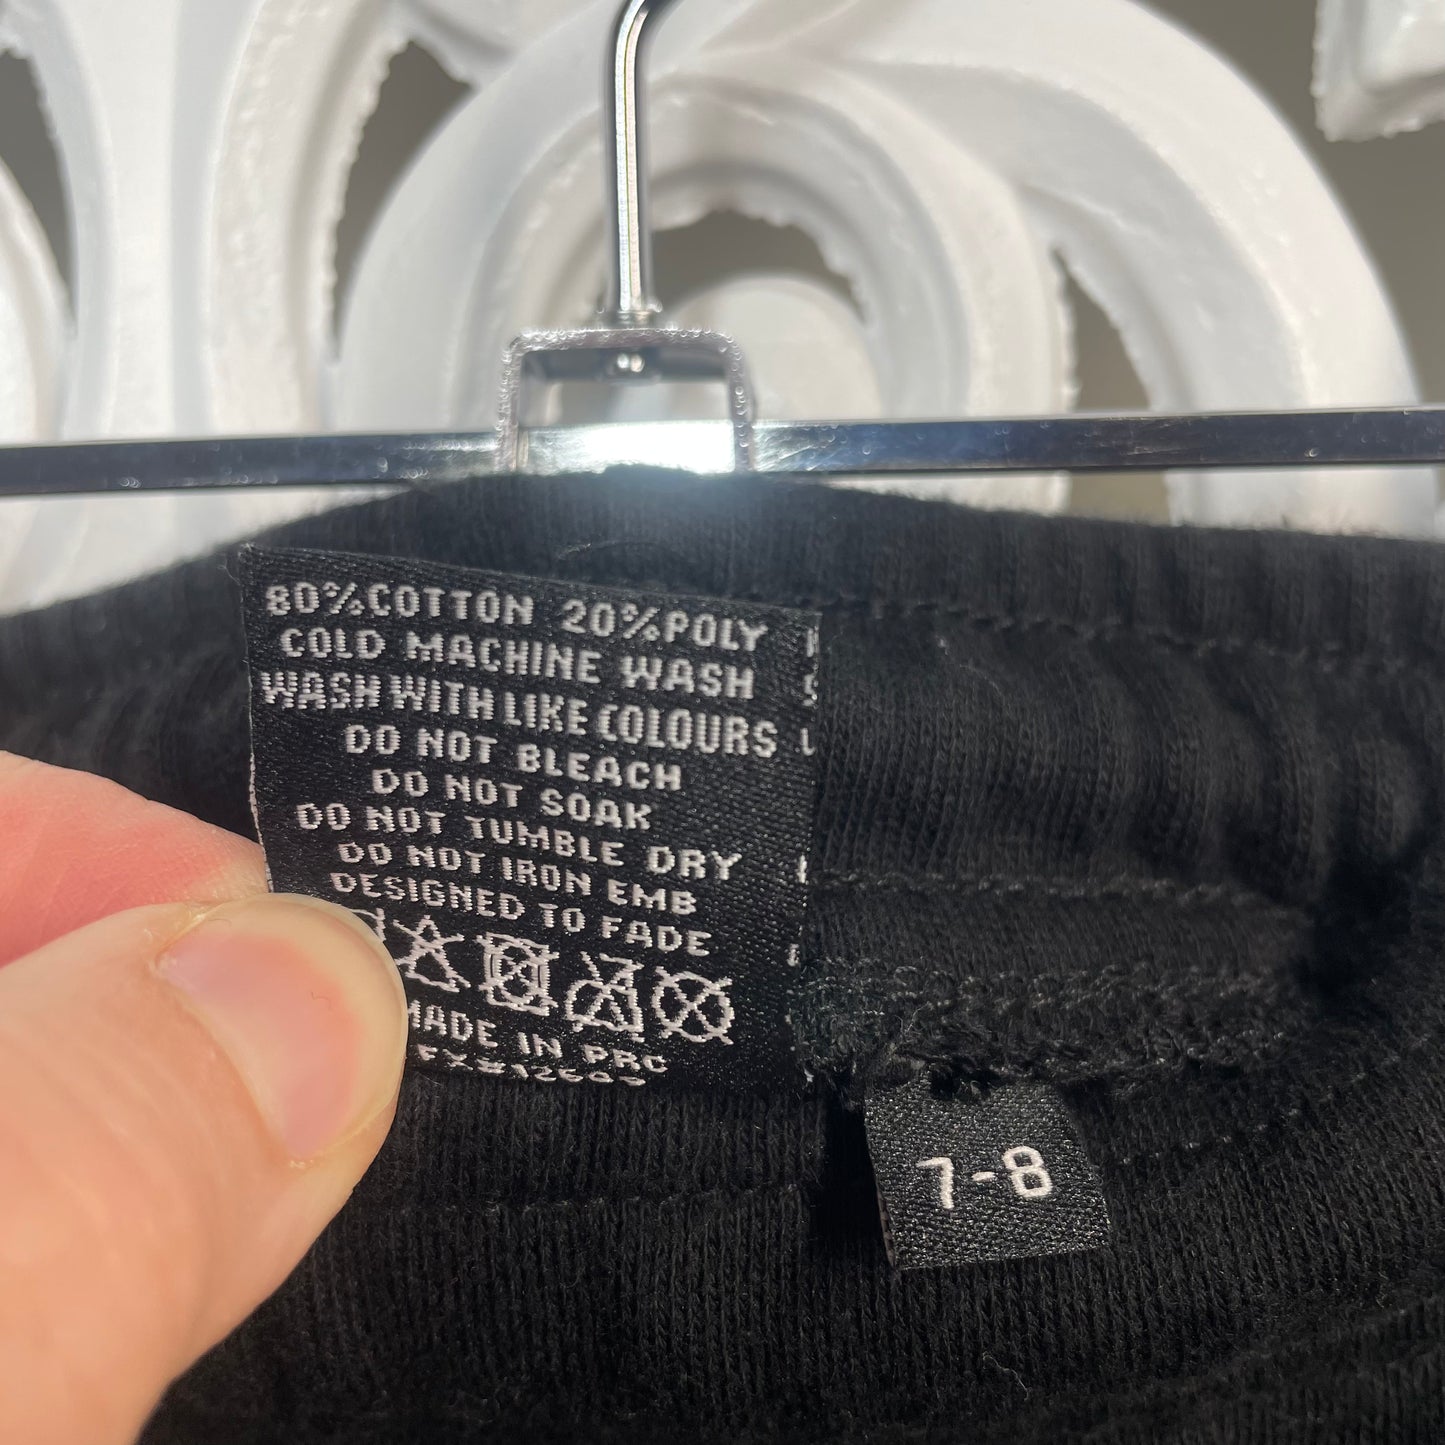 80%COTTON 20%POLY
COLD MACHINE WASH
WASH WITH LIKE COLOURS
DO NOT BLEACH
DO NOT SOAK
DO NOT TUMBLE DRY
DO NOT IRON EMB
DESIGNED TO FADE
MADE IN PRC
7-8